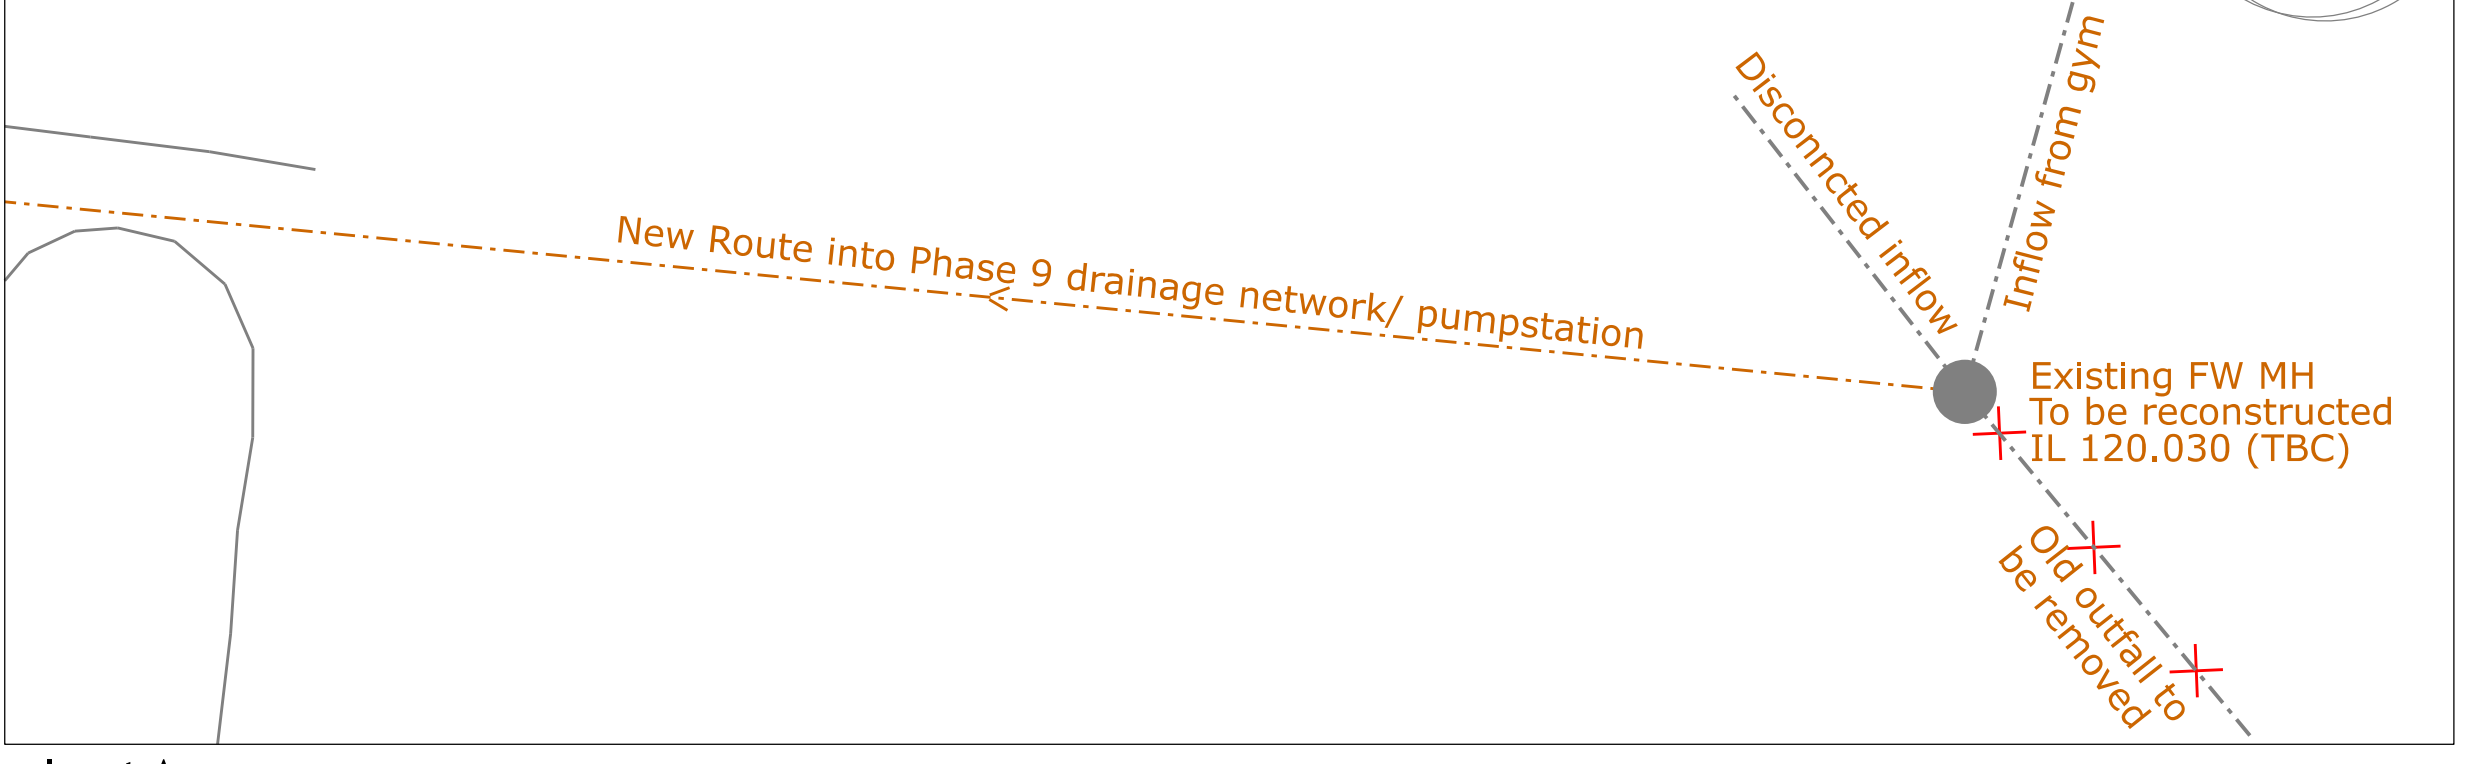 Disconncted inflow
Inflow from gym
New Route into Phase 9 drainage network/ pumpstation
Existing FW MH
To be reconstructed
IL 120.030 (TBC)
Old outfall to
be removed